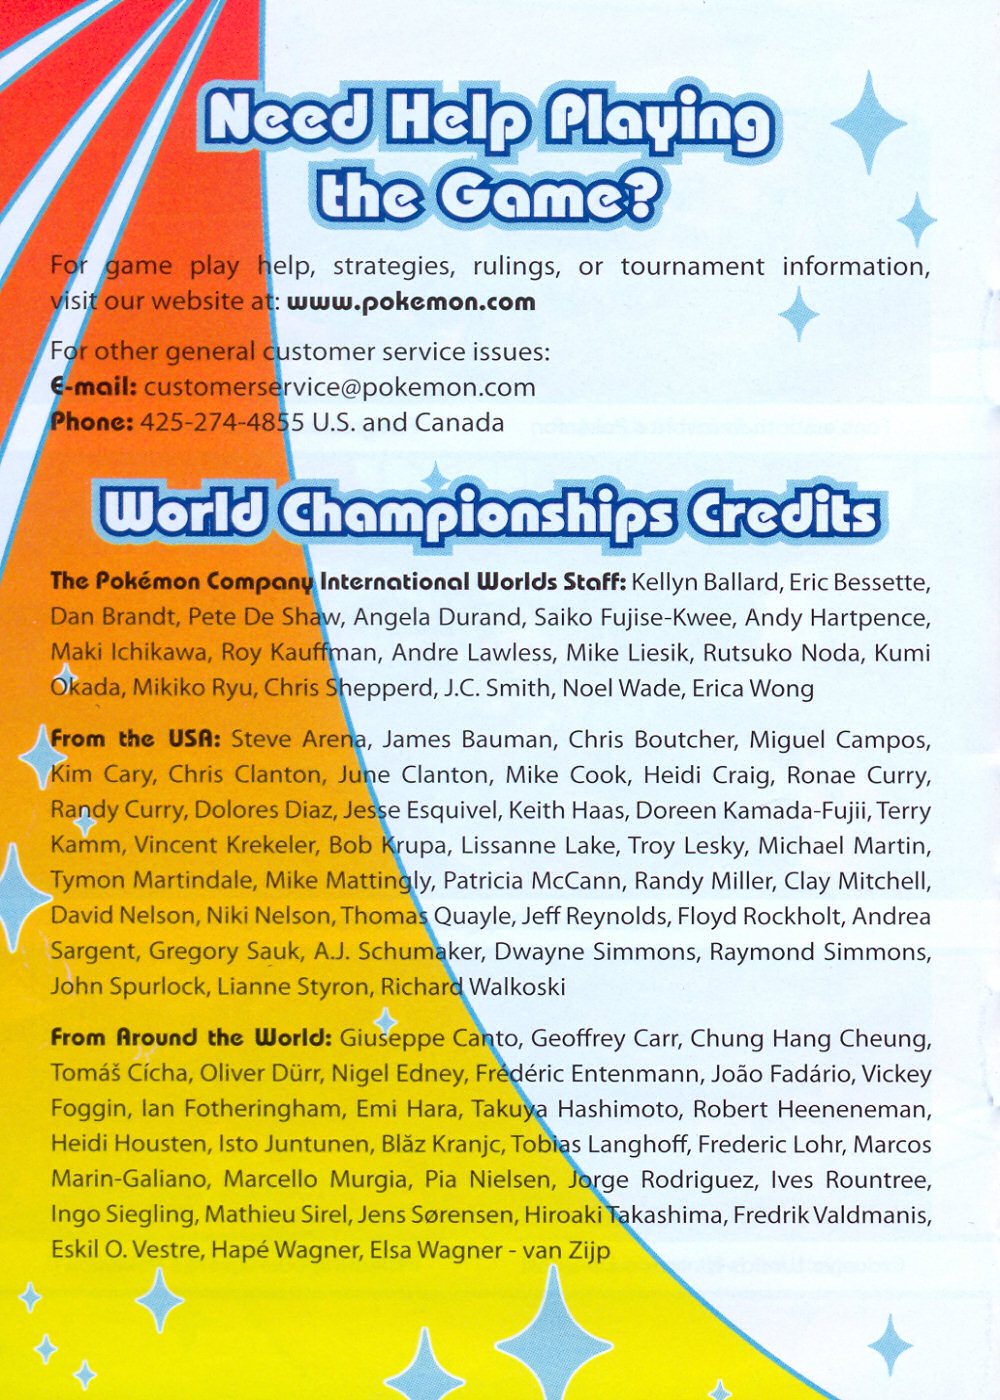 Need Help Playing
the Game?
For game play help, strategies, rulings, or tournament information,
visit our website at: www.pokemon.com
For other general customer service issues:
E-mail: customerservice@pokemon.com
Phone: 425-274-4855 U.S. and Canada
World Championships Credits
The Pokémon Company International Worlds Staff: Kellyn Ballard, Eric Bessette,
Dan Brandt, Pete De Shaw, Angela Durand, Saiko Fujise-Kwee, Andy Hartpence,
Maki Ichikawa, Roy Kauffman, Andre Lawless, Mike Liesik, Rutsuko Noda, Kumi
Okada, Mikiko Ryu, Chris Shepperd, J.C. Smith, Noel Wade, Erica Wong
From the USA: Steve Arena, James Bauman, Chris Boutcher, Miguel Campos,
Kim Cary, Chris Clanton, June Clanton, Mike Cook, Heidi Craig, Ronae Curry,
Randy Curry, Dolores Diaz, Jesse Esquivel, Keith Haas, Doreen Kamada-Fujii, Terry
Kamm, Vincent Krekeler, Bob Krupa, Lissanne Lake, Troy Lesky, Michael Martin,
Tymon Martindale, Mike Mattingly, Patricia McCann, Randy Miller, Clay Mitchell,
David Nelson, Niki Nelson, Thomas Quayle, Jeff Reynolds, Floyd Rockholt, Andrea
Sargent, Gregory Sauk, A.J. Schumaker, Dwayne Simmons, Raymond Simmons,
John Spurlock, Lianne Styron, Richard Walkoski
From Around the World: Giuseppe Canto, Geoffrey Carr, Chung Hang Cheung,
Tomáš Cícha, Oliver Dürr, Nigel Edney, Frédéric Entenmann, João Fadário, Vickey
Foggin, Ian Fotheringham, Emi Hara, Takuya Hashimoto, Robert Heeneneman,
Heidi Housten, Isto Juntunen, Blăz Kranjc, Tobias Langhoff, Frederic Lohr, Marcos
Marin-Galiano, Marcello Murgia, Pia Nielsen, Jorge Rodriguez, Ives Rountree,
Ingo Siegling, Mathieu Sirel, Jens Sørensen, Hiroaki Takashima, Fredrik Valdmanis,
Eskil O. Vestre, Hapé Wagner, Elsa Wagner - van Zijp